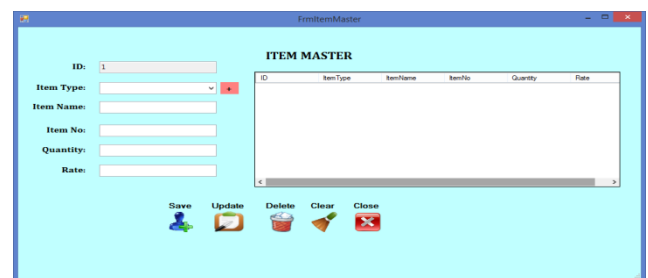 FrmItemMaster
ITEM MASTER
ID: 1
Item Type: +
Item Name:
Item No:
Quantity:
Rate:
ID ItemType ItemName ItemNo Quantity Rate
Save Update Delete Clear Close